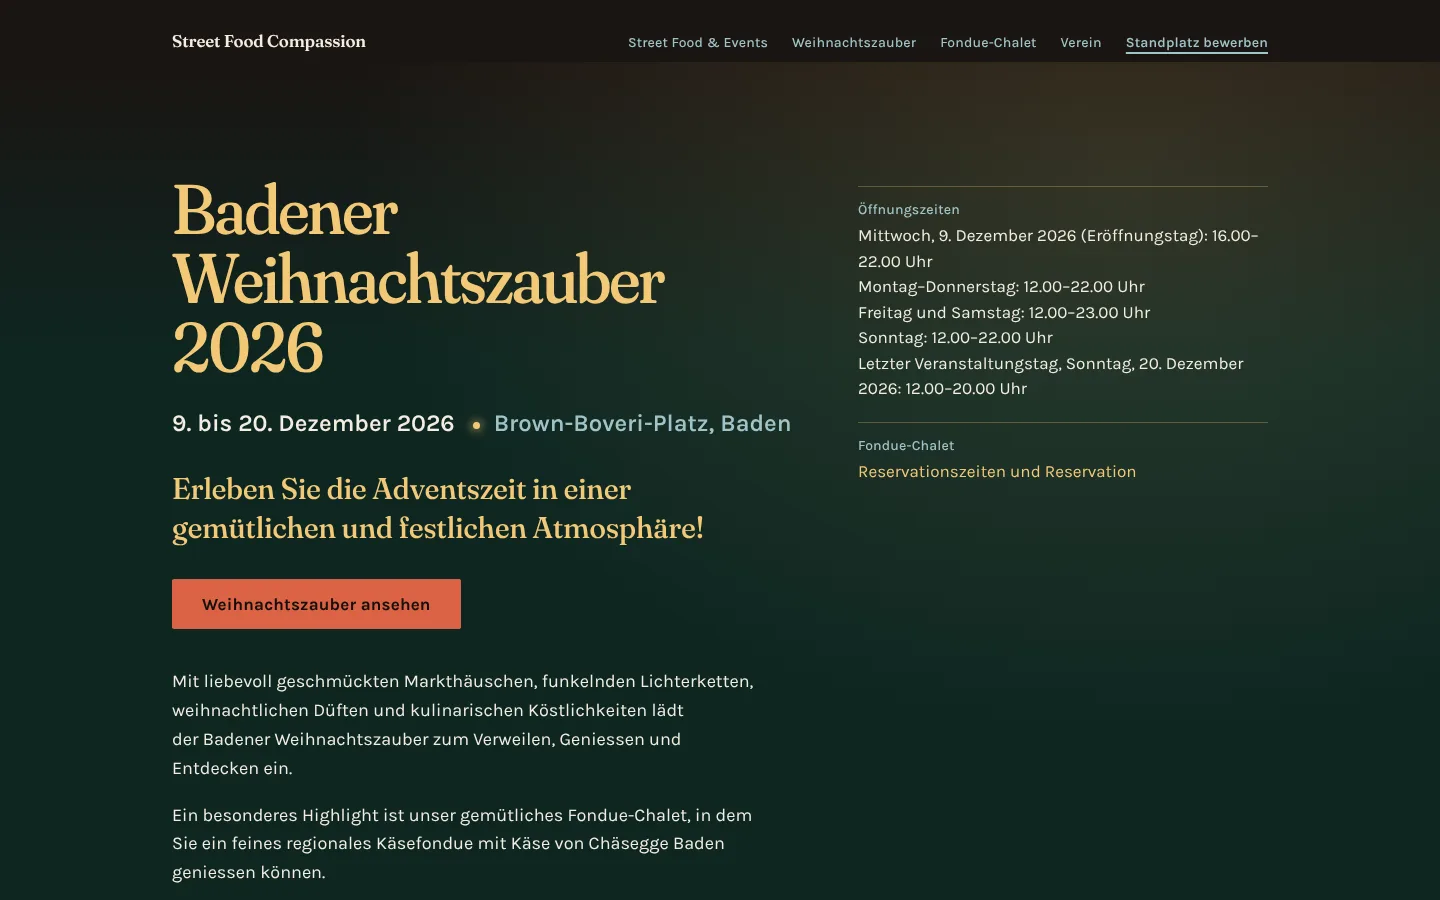 Street Food Compassion
Street Food & Events
Weihnachtszauber
Fondue-Chalet
Verein
Standplatz bewerben
Badener
Weihnachtszauber
2026
9. bis 20. Dezember 2026 • Brown-Boveri-Platz, Baden
Erleben Sie die Adventszeit in einer
gemütlichen und festlichen Atmosphäre!
Weihnachtszauber ansehen
Mit liebevoll geschmückten Markthäuschen, funkelnden Lichterketten,
weihnachtlichen Düften und kulinarischen Köstlichkeiten lädt
der Badener Weihnachtszauber zum Verweilen, Geniessen und
Entdecken ein.
Ein besonderes Highlight ist unser gemütliches Fondue-Chalet, in dem
Sie ein feines regionales Käsefondue mit Käse von Chäsegge Baden
geniessen können.
Öffnungszeiten
Mittwoch, 9. Dezember 2026 (Eröffnungstag): 16.00–
22.00 Uhr
Montag–Donnerstag: 12.00–22.00 Uhr
Freitag und Samstag: 12.00–23.00 Uhr
Sonntag: 12.00–22.00 Uhr
Letzter Veranstaltungstag, Sonntag, 20. Dezember
2026: 12.00–20.00 Uhr
Fondue-Chalet
Reservationszeiten und Reservation